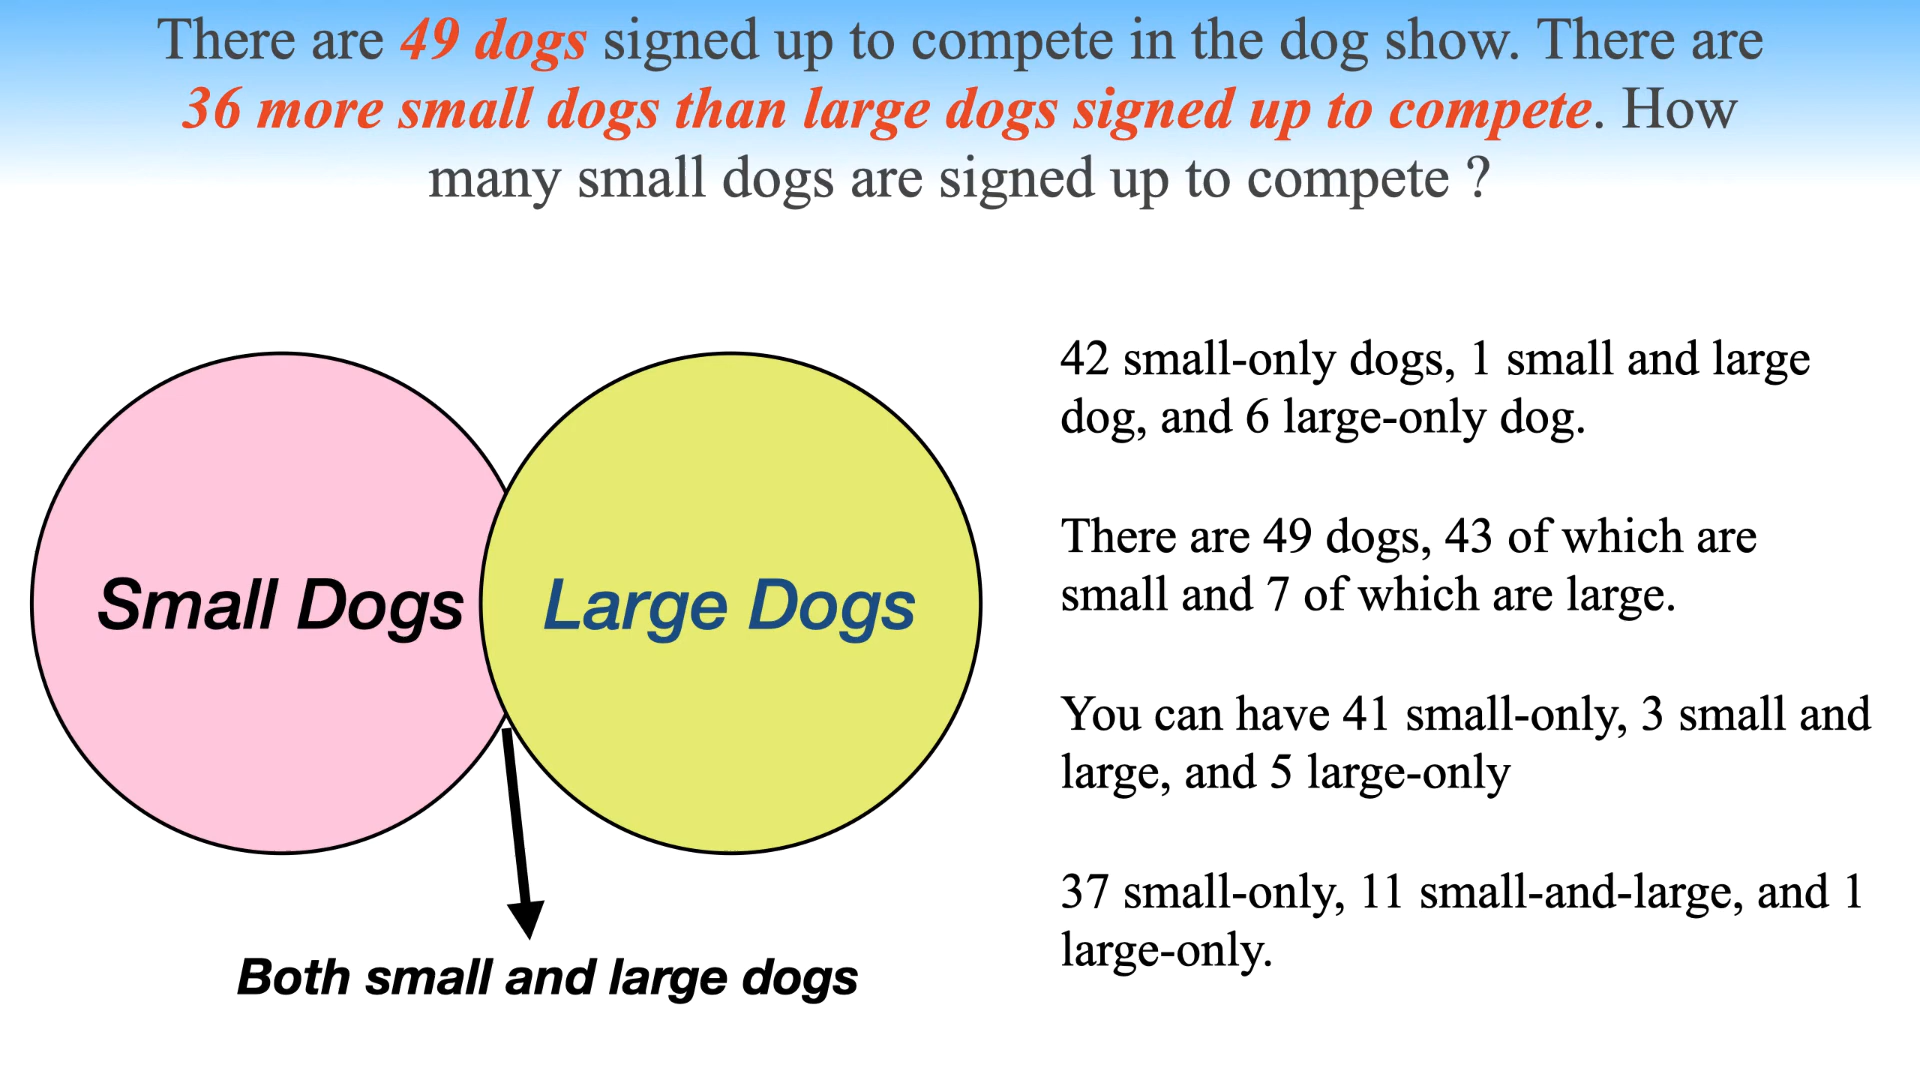 There are 49 dogs signed up to compete in the dog show. There are
36 more small dogs than large dogs signed up to compete. How
many small dogs are signed up to compete ?
42 small-only dogs, 1 small and large
dog, and 6 large-only dog.
There are 49 dogs, 43 of which are
small and 7 of which are large.
You can have 41 small-only, 3 small and
large, and 5 large-only
37 small-only, 11 small-and-large, and 1
large-only.
Small Dogs
Large Dogs
Both small and large dogs